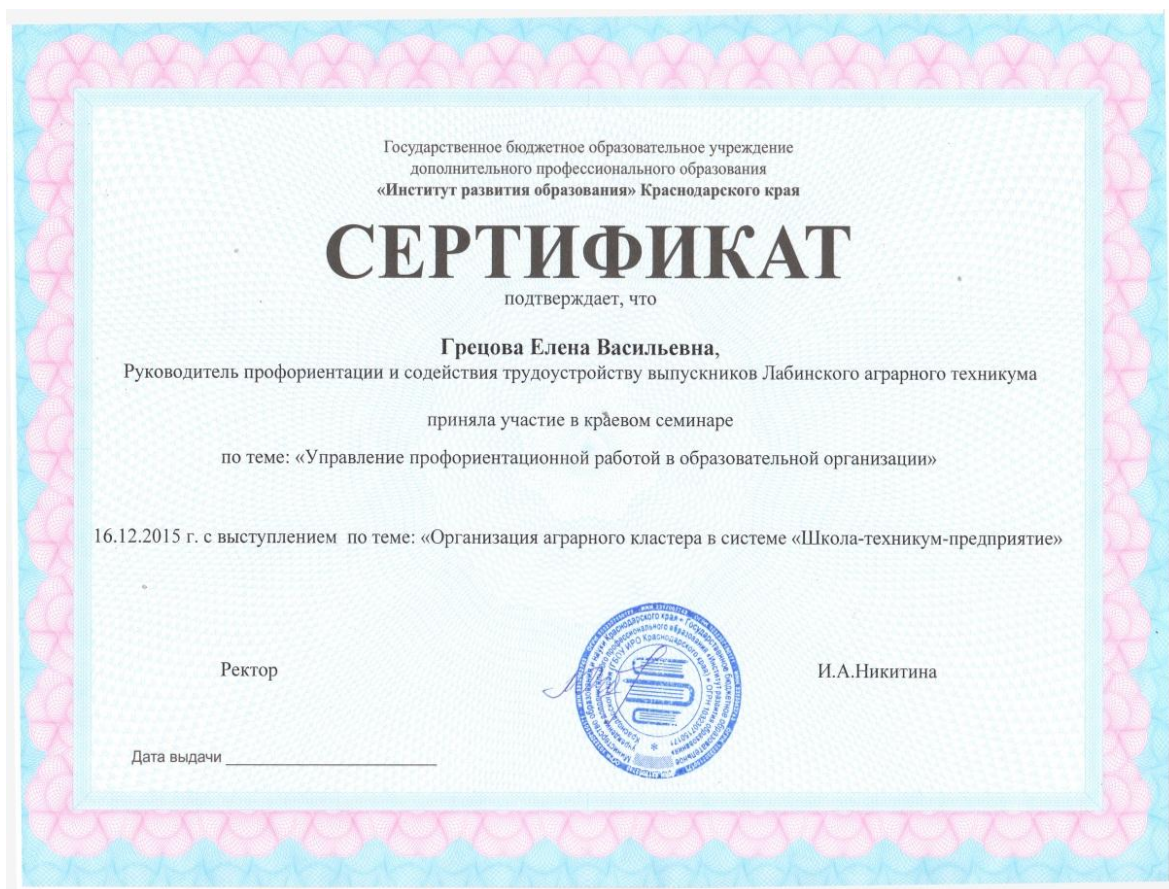 Государственное бюджетное образовательное учреждение
дополнительного профессионального образования
«Институт развития образования» Краснодарского края
СЕРТИФИКАТ
подтверждает, что
Грецова Елена Васильевна,
Руководитель профориентации и содействия трудоустройству выпускников Лабинского аграрного техникума
приняла участие в краевом семинаре
по теме: «Управление профориентационной работой в образовательной организации»
16.12.2015 г. с выступлением по теме: «Организация аграрного кластера в системе «Школа-техникум-предприятие»
Ректор
И.А.Никитина
Дата выдачи